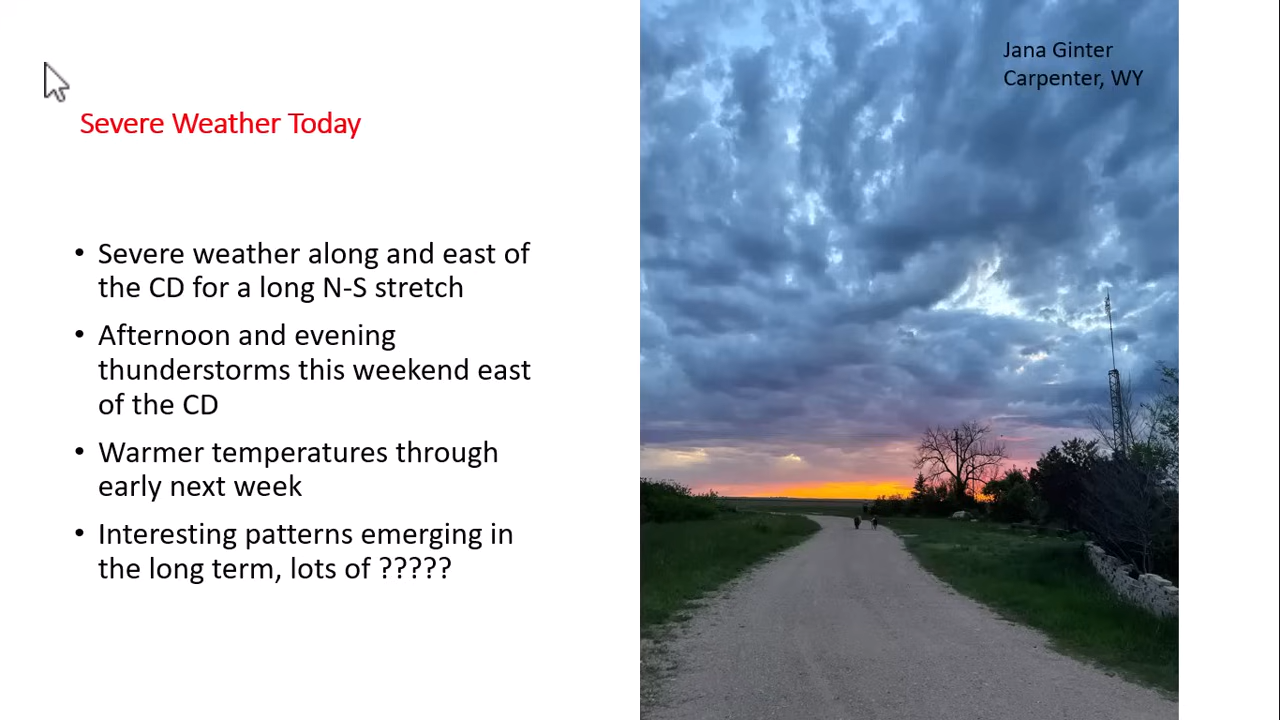 Severe Weather Today
• Severe weather along and east of
the CD for a long N-S stretch
• Afternoon and evening
thunderstorms this weekend east
of the CD
• Warmer temperatures through
early next week
• Interesting patterns emerging in
the long term, lots of ?????
Jana Ginter
Carpenter, WY